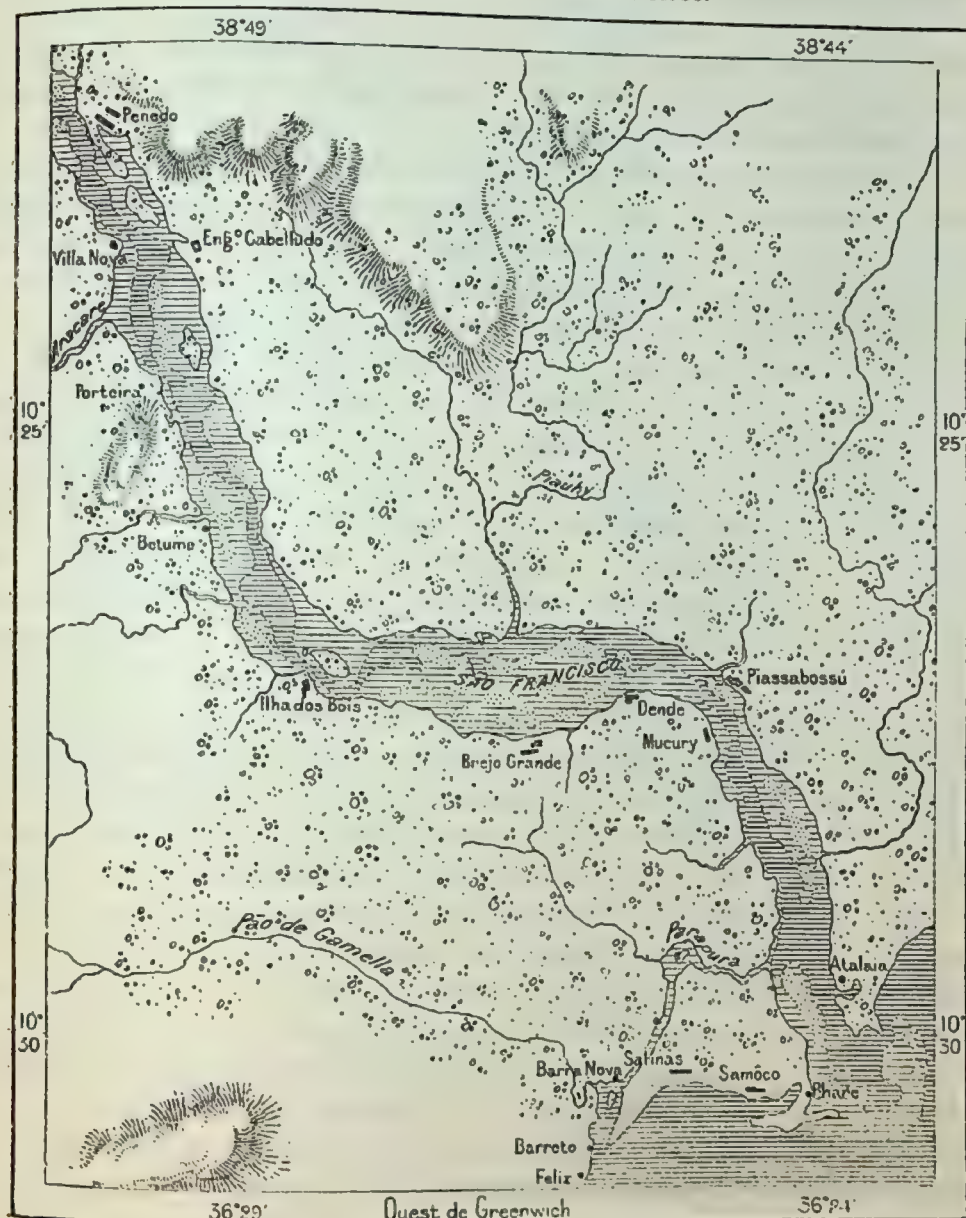 38°49
38°44'
Penedo
Eng.º Cabelludo
Villa Nova
Porteira
10°
25'
10°
25'
Piauhy
Betume
SÃO FRANCISCO
Piassabossú
Ilha dos Bois
Dende
Mucury
Brejo Grande
Pão de Gamella
Parapura
Atalaia
10°
30'
10°
30'
Barra Nova
Salinas
Samôco
Phare
Barreto
Felix
Ouest de Greenwich